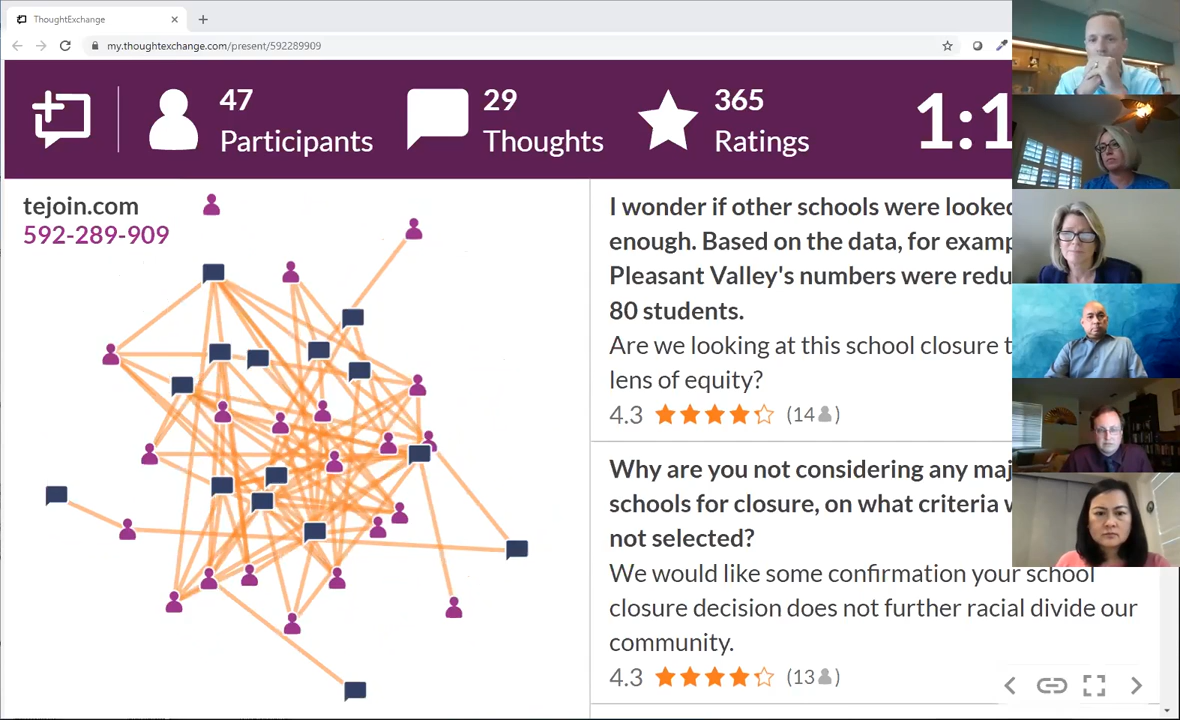 ThoughtExchange
my.thoughtexchange.com/present/592289909
47
Participants
29
Thoughts
365
Ratings
1:1
tejoin.com
592-289-909
I wonder if other schools were looked
enough. Based on the data, for
Pleasant Valley's numbers were
80 students.
Are we looking at this school closure
lens of equity?
4.3
(14)
Why are you not considering any
schools for closure, on what criteria
not selected?
We would like some confirmation your school
closure decision does not further racial divide our
community.
4.3
(13)